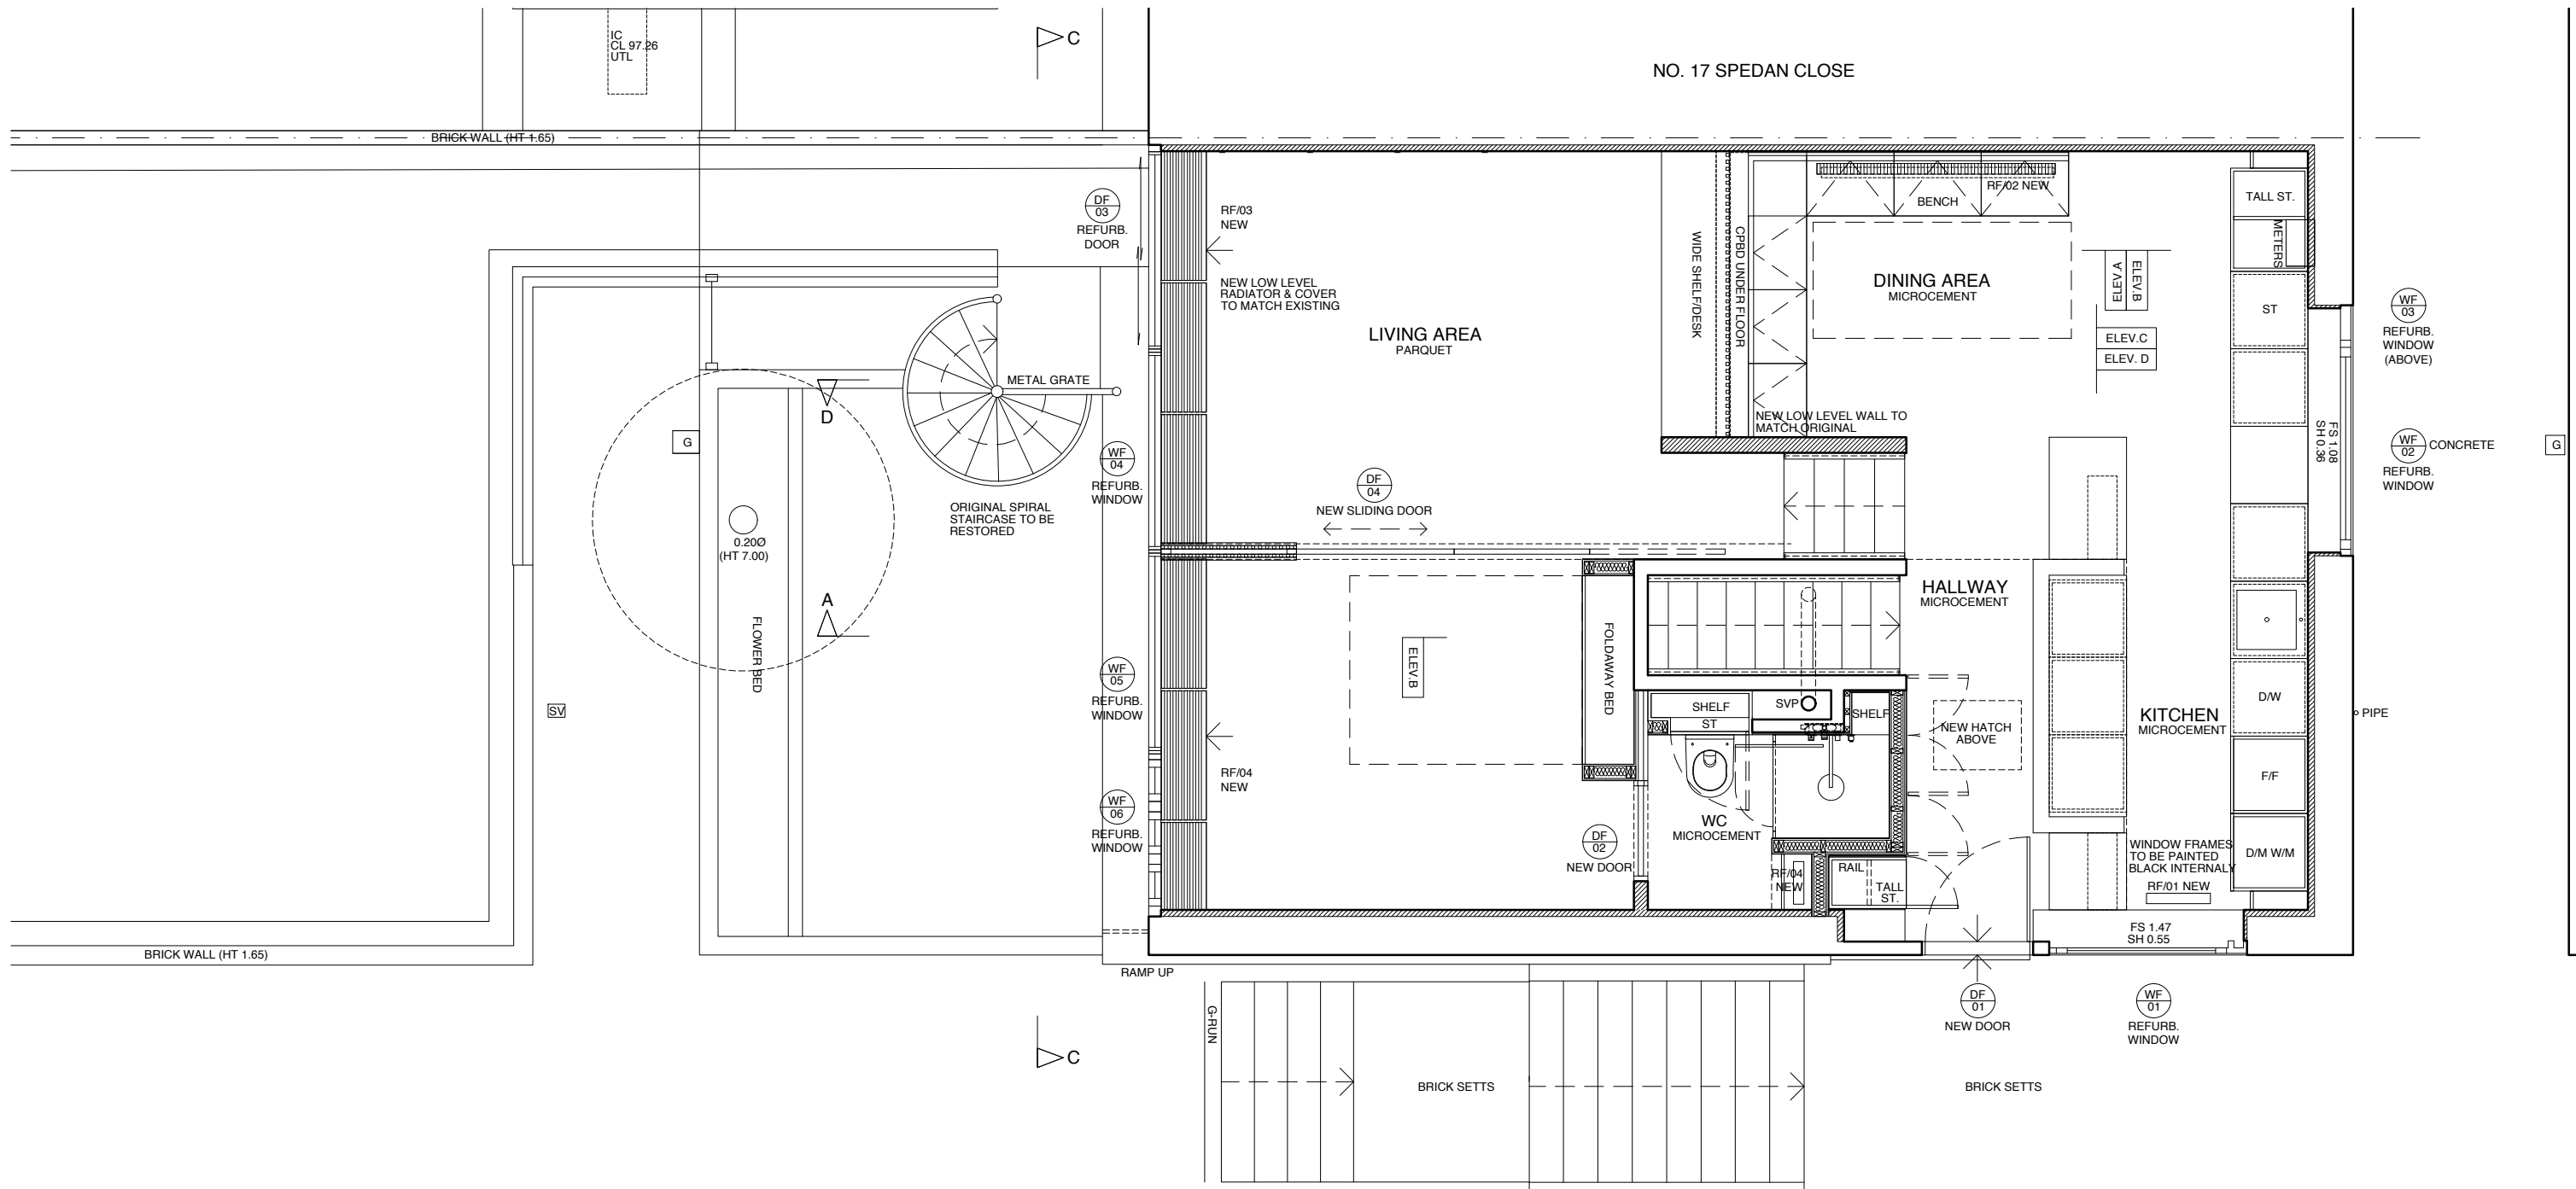 IC
CL 97.26
UTL
C
NO. 17 SPEDAN CLOSE
BRICK WALL (HT 1.65)
DF
03
REFURB.
DOOR
RF/03
NEW
NEW LOW LEVEL
RADIATOR & COVER
TO MATCH EXISTING
LIVING AREA
PARQUET
WIDE SHELF/DESK
CPBD UNDER FLOOR
BENCH
RF/02 NEW
DINING AREA
MICROCEMENT
ELEV.A
ELEV.B
ELEV.C
ELEV. D
TALL ST.
METERS
ST
WF
03
REFURB.
WINDOW
(ABOVE)
FS 1.08
SH 0.36
WF
02
CONCRETE
REFURB.
WINDOW
G
METAL GRATE
D
G
ORIGINAL SPIRAL
STAIRCASE TO BE
RESTORED
WF
04
REFURB.
WINDOW
NEW LOW LEVEL WALL TO
MATCH ORIGINAL
DF
04
NEW SLIDING DOOR
0.20Ø
(HT 7.00)
A
FLOWER BED
SV
WF
05
REFURB.
WINDOW
ELEV.B
FOLDAWAY BED
HALLWAY
MICROCEMENT
SHELF
ST
SVP
SHELF
NEW HATCH
ABOVE
KITCHEN
MICROCEMENT
D/W
PIPE
F/F
RF/04
NEW
WF
06
REFURB.
WINDOW
DF
02
NEW DOOR
WC
MICROCEMENT
RF/04
NEW
RAIL
TALL
ST.
WINDOW FRAMES
TO BE PAINTED
BLACK INTERNALY
RF/01 NEW
D/M W/M
FS 1.47
SH 0.55
BRICK WALL (HT 1.65)
RAMP UP
G-RUN
DF
01
NEW DOOR
WF
01
REFURB.
WINDOW
C
BRICK SETTS
BRICK SETTS